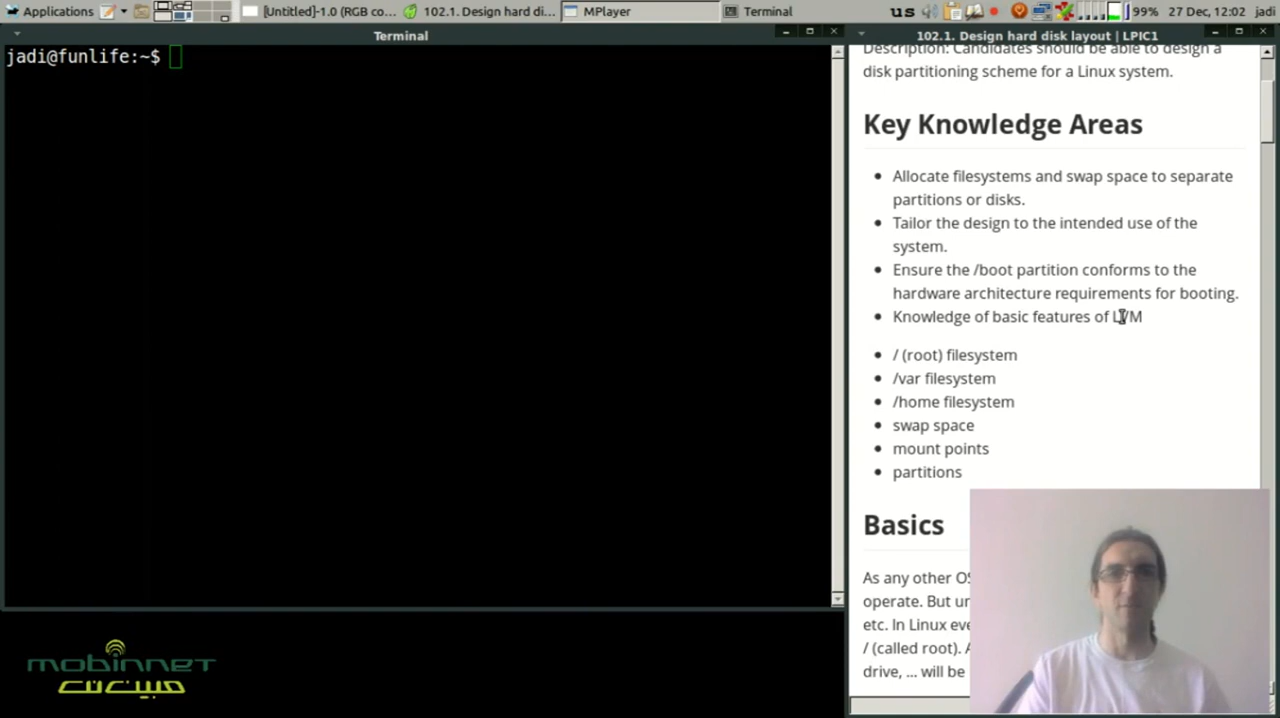 Applications
[Untitled]-1.0 (RGB co...
102.1. Design hard di...
MPlayer
Terminal
us
99%
27 Dec, 12:02
jadi
Terminal
jadi@funlife:~$
102.1. Design hard disk layout | LPIC1
Description: Candidates should be able to design a
disk partitioning scheme for a Linux system.
Key Knowledge Areas
• Allocate filesystems and swap space to separate
partitions or disks.
• Tailor the design to the intended use of the
system.
• Ensure the /boot partition conforms to the
hardware architecture requirements for booting.
• Knowledge of basic features of LVM
• / (root) filesystem
• /var filesystem
• /home filesystem
• swap space
• mount points
• partitions
Basics
As any other OS
operate. But
etc. In Linux
/ (called root).
drive, ... will be
mobinnet
مبین نت